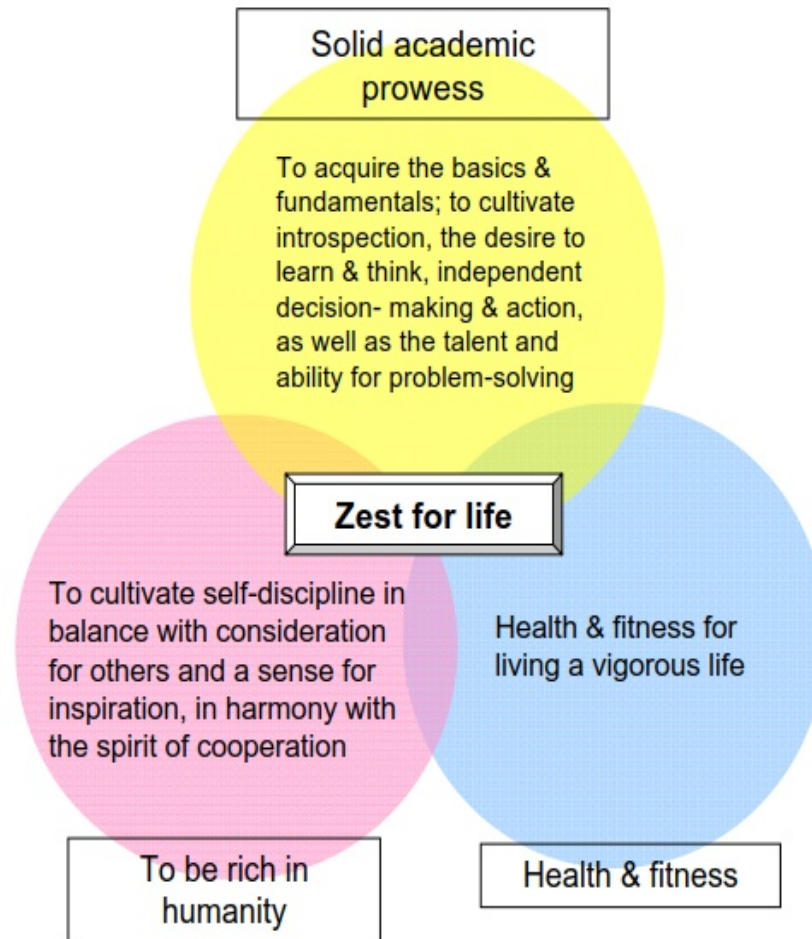 Solid academic
prowess
To acquire the basics &
fundamentals; to cultivate
introspection, the desire to
learn & think, independent
decision- making & action,
as well as the talent and
ability for problem-solving
Zest for life
To cultivate self-discipline in
balance with consideration
for others and a sense for
inspiration, in harmony with
the spirit of cooperation
Health & fitness for
living a vigorous life
To be rich in
humanity
Health & fitness